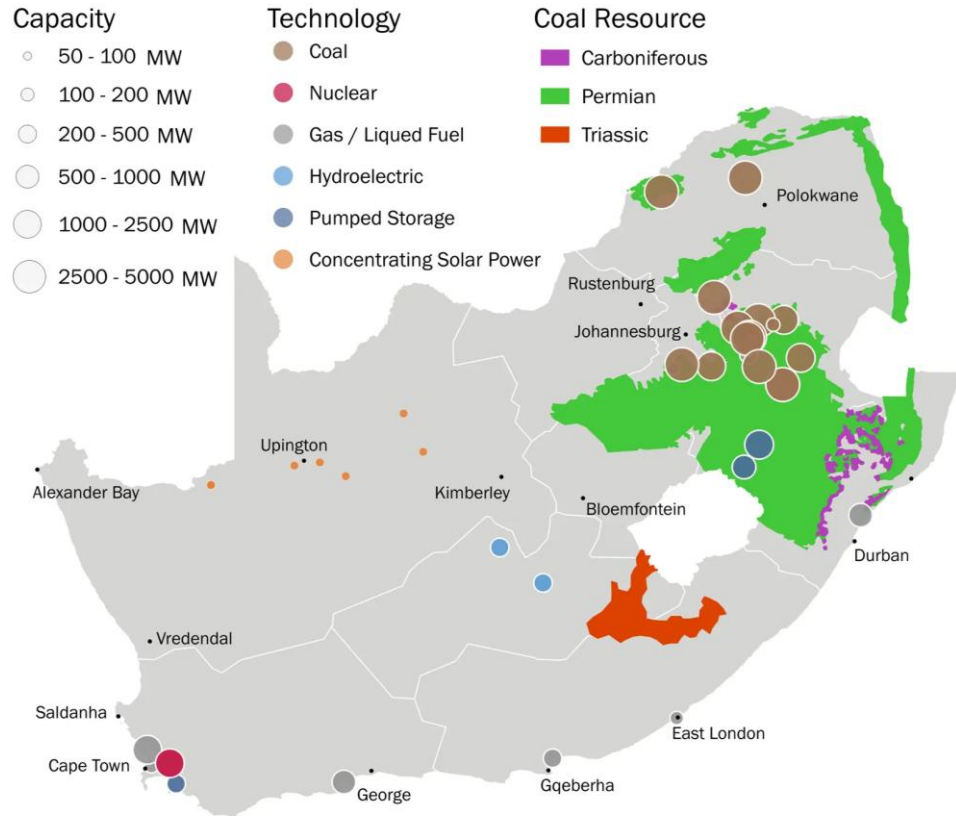 Capacity
50 - 100 MW
100 - 200 MW
200 - 500 MW
500 - 1000 MW
1000 - 2500 MW
2500 - 5000 MW
Technology
Coal
Nuclear
Gas / Liqued Fuel
Hydroelectric
Pumped Storage
Concentrating Solar Power
Coal Resource
Carboniferous
Permian
Triassic
Polokwane
Rustenburg
Johannesburg
Upington
Alexander Bay
Kimberley
Bloemfontein
Durban
Vredendal
Saldanha
East London
Cape Town
George
Gqeberha